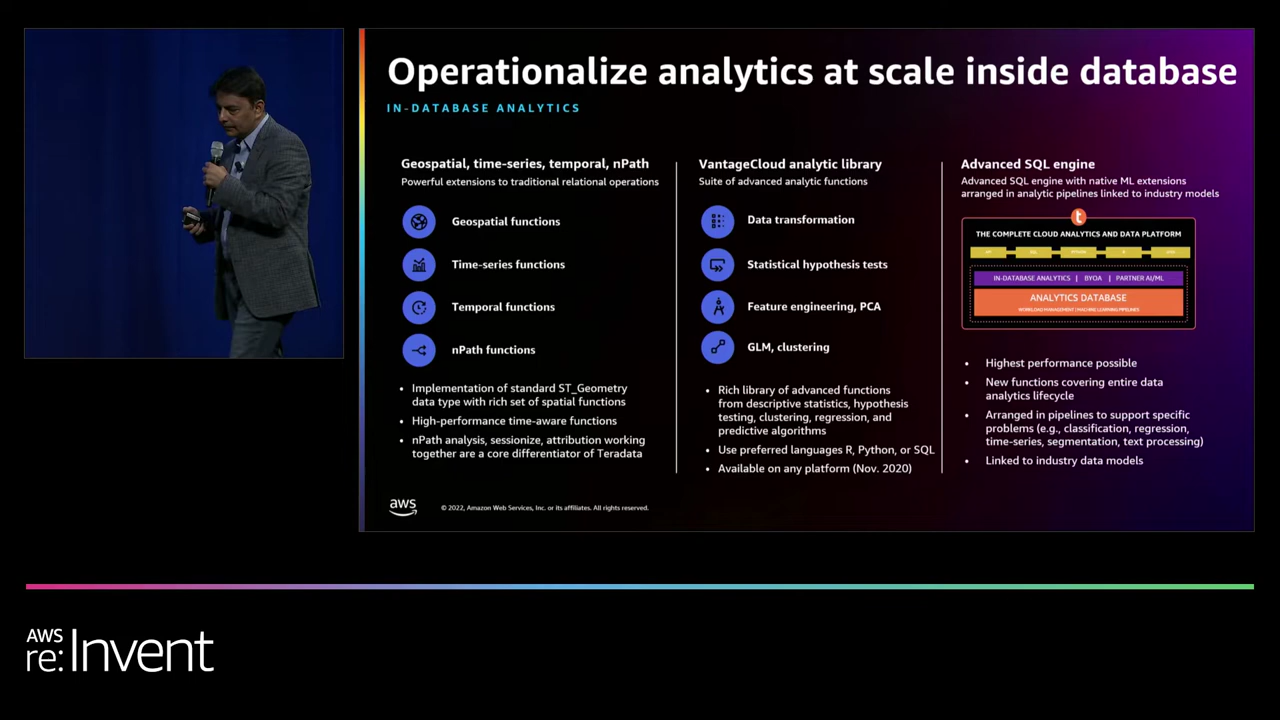 Operationalize analytics at scale inside database
IN-DATABASE ANALYTICS
Geospatial, time-series, temporal, nPath
Powerful extensions to traditional relational operations
Geospatial functions
Time-series functions
Temporal functions
nPath functions
• Implementation of standard ST_Geometry
data type with rich set of spatial functions
• High-performance time-aware functions
• nPath analysis, sessionize, attribution working
together are a core differentiator of Teradata
VantageCloud analytic library
Suite of advanced analytic functions
Data transformation
Statistical hypothesis tests
Feature engineering, PCA
GLM, clustering
• Rich library of advanced functions
from descriptive statistics, hypothesis
testing, clustering, regression, and
predictive algorithms
• Use preferred languages R, Python, or SQL
• Available on any platform (Nov. 2020)
Advanced SQL engine
Advanced SQL engine with native ML extensions
arranged in analytic pipelines linked to industry models
t
THE COMPLETE CLOUD ANALYTICS AND DATA PLATFORM
IN-DATABASE ANALYTICS | BYOA | PARTNER AI/ML
ANALYTICS DATABASE
WORKLOAD MANAGEMENT | MACHINE LEARNING PIPELINES
• Highest performance possible
• New functions covering entire data
analytics lifecycle
• Arranged in pipelines to support specific
problems (e.g., classification, regression,
time-series, segmentation, text processing)
• Linked to industry data models
aws
© 2022, Amazon Web Services, Inc. or its affiliates. All rights reserved.
AWS
re:Invent